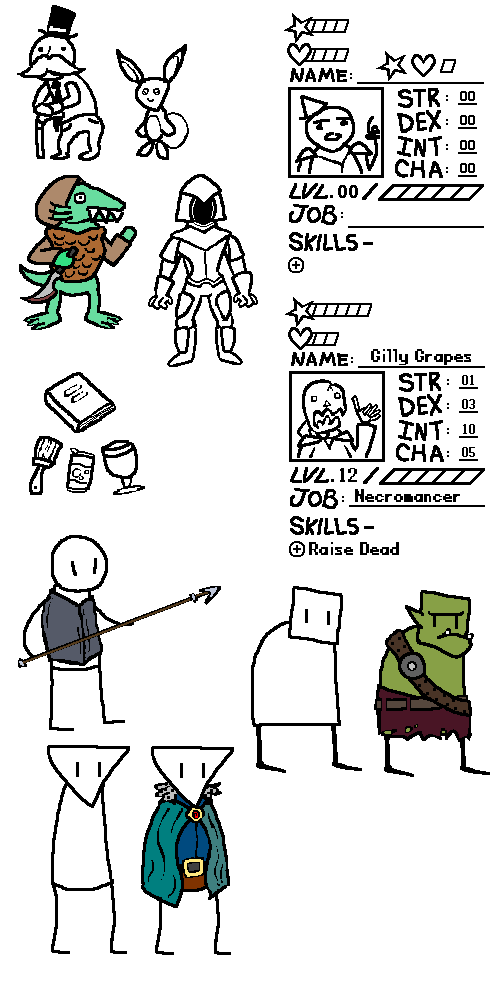 NAME:
STR: 00
DEX: 00
INT: 00
CHA: 00
LVL. 00 /
JOB:
SKILLS-
NAME: Gilly Grapes
STR: 01
DEX: 03
INT: 10
CHA: 05
LVL. 12 /
JOB: Necromancer
SKILLS-
Raise Dead